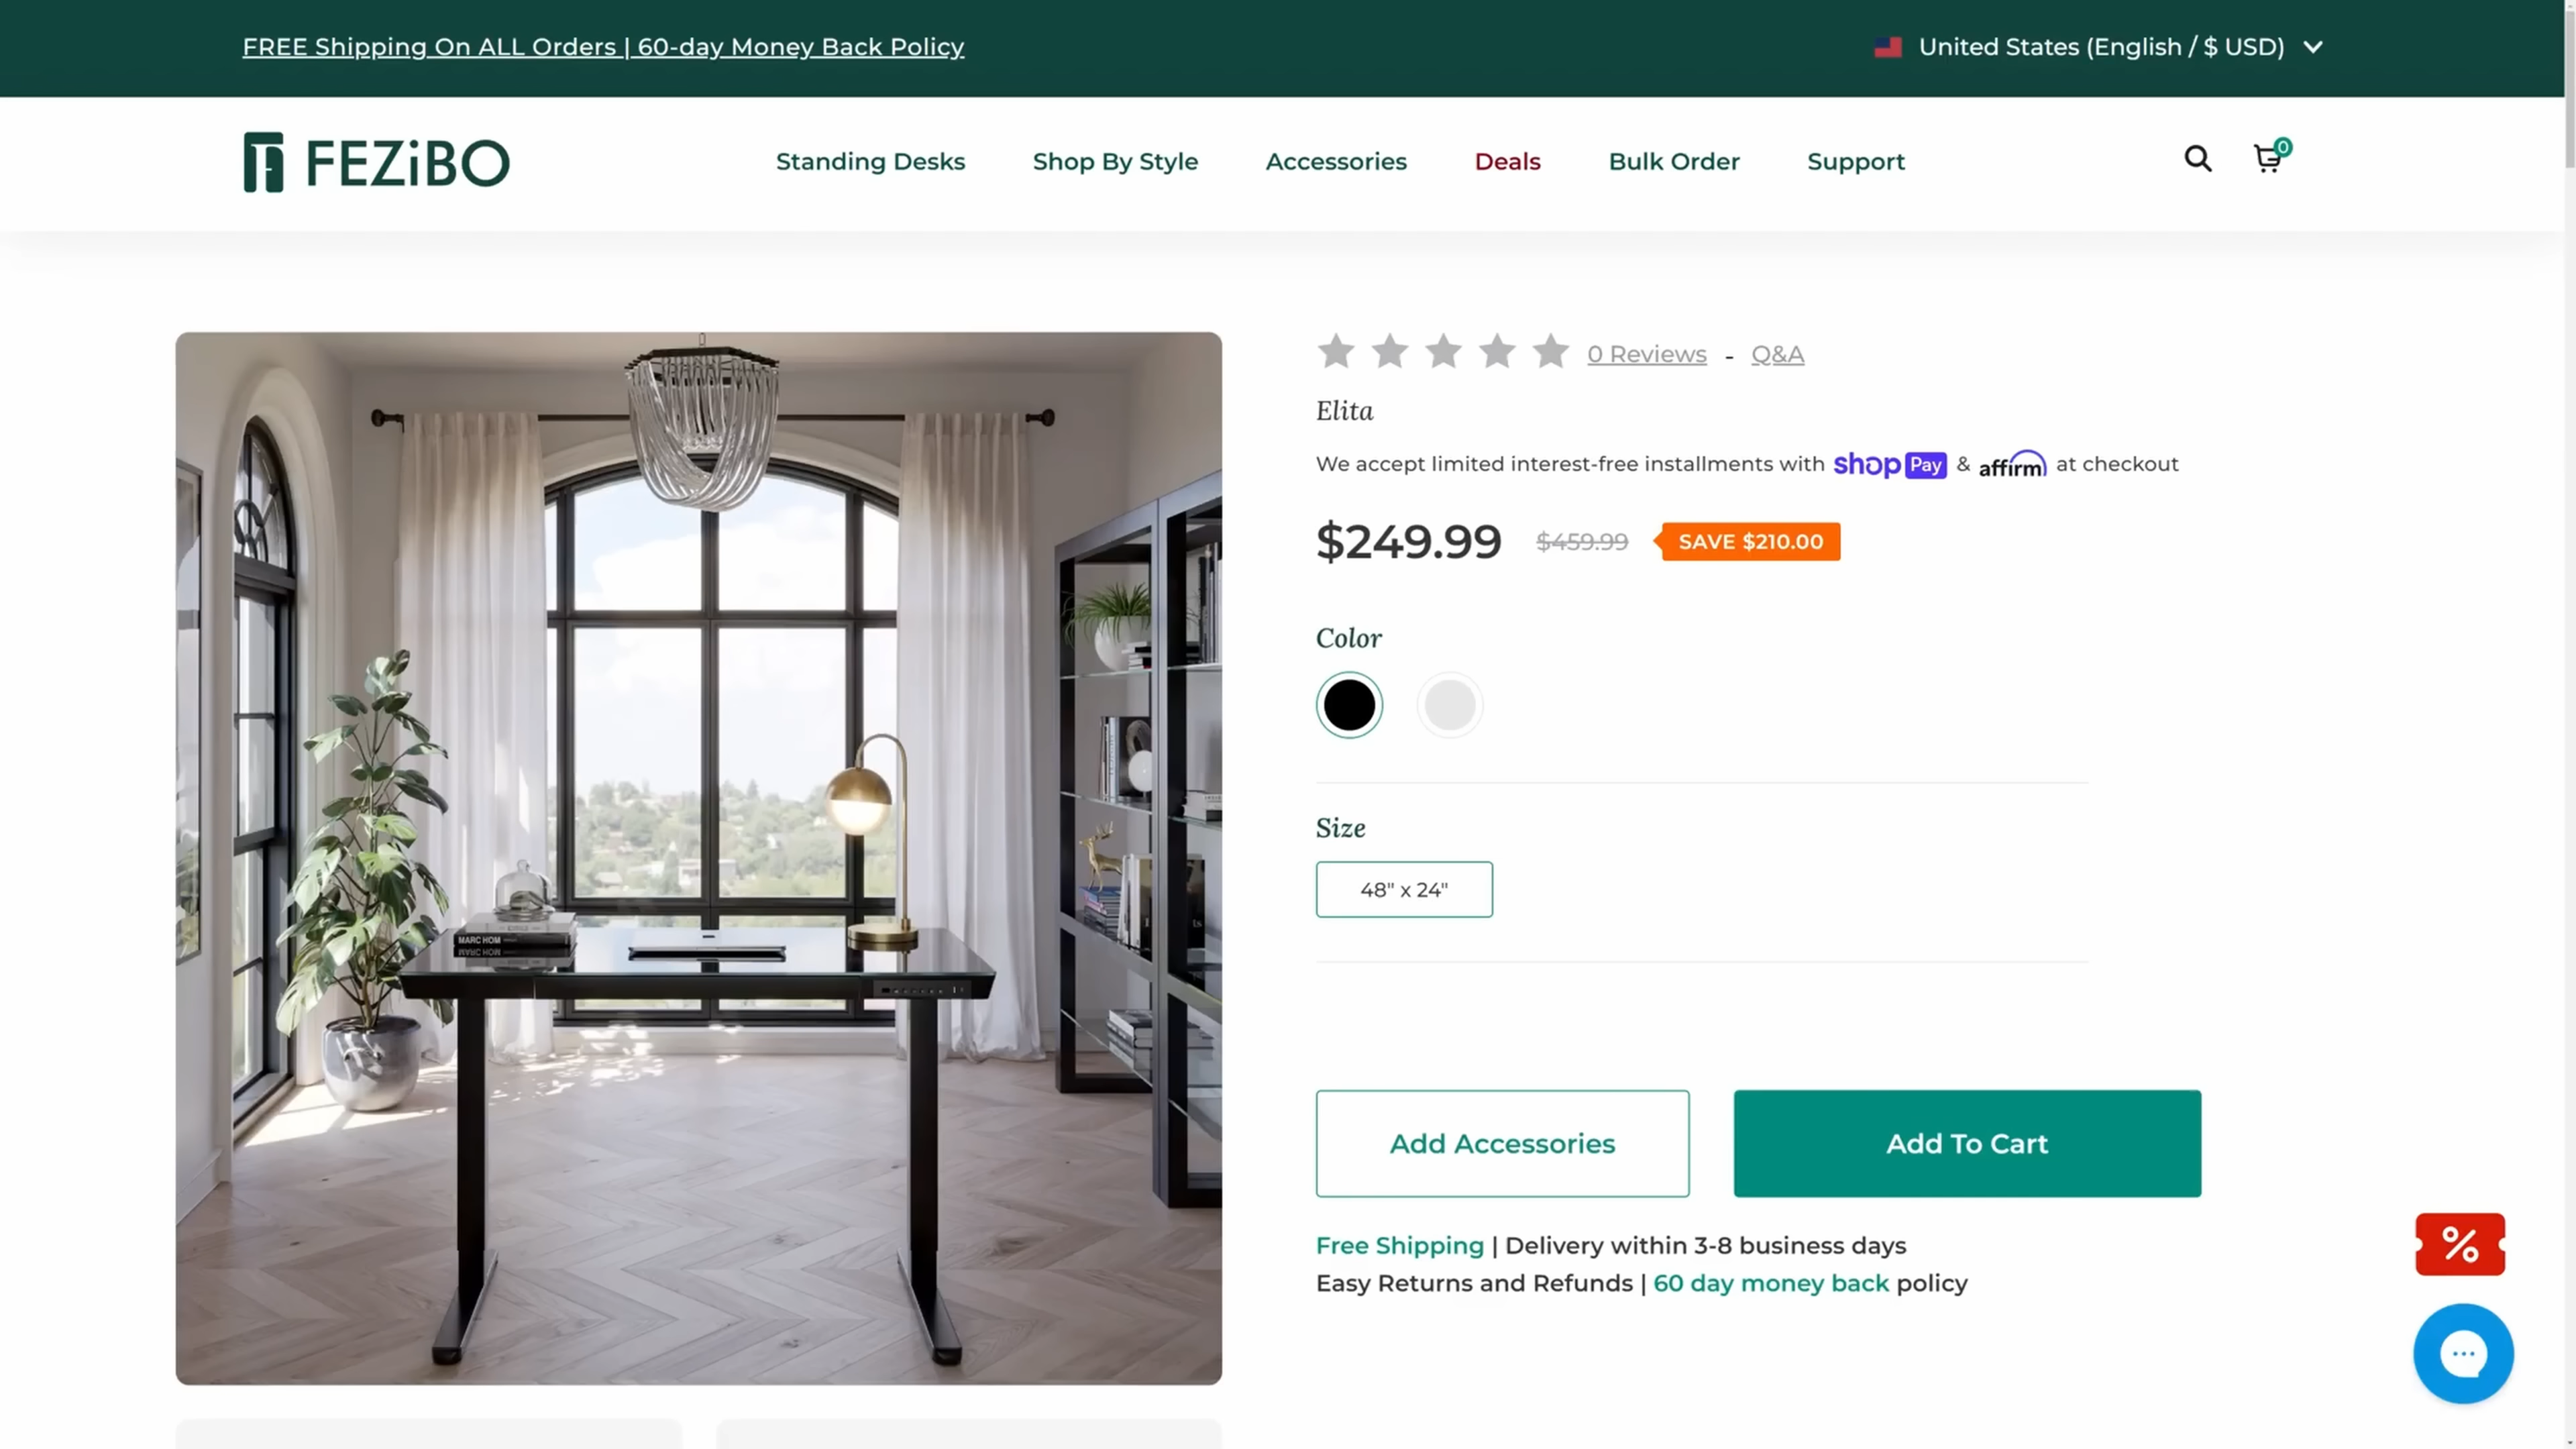 FREE Shipping On ALL Orders | 60-day Money Back Policy
United States (English / $ USD)
FEZiBO
Standing Desks
Shop By Style
Accessories
Deals
Bulk Order
Support
0
0 Reviews - Q&A
Elita
We accept limited interest-free installments with shop Pay & affirm at checkout
$249.99 $459.99 SAVE $210.00
Color
Size
48" x 24"
MARC HOM
Add Accessories
Add To Cart
Free Shipping | Delivery within 3-8 business days
Easy Returns and Refunds | 60 day money back policy
%